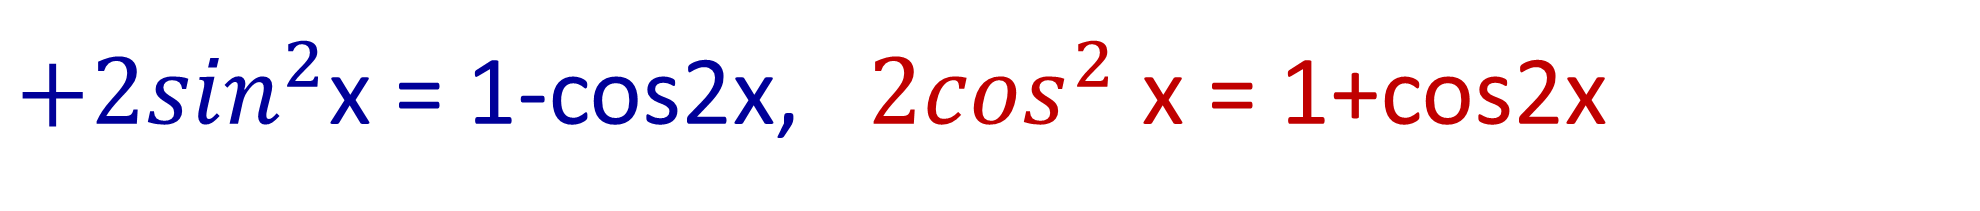 +2sin²x = 1-cos2x, 2cos² x = 1+cos2x